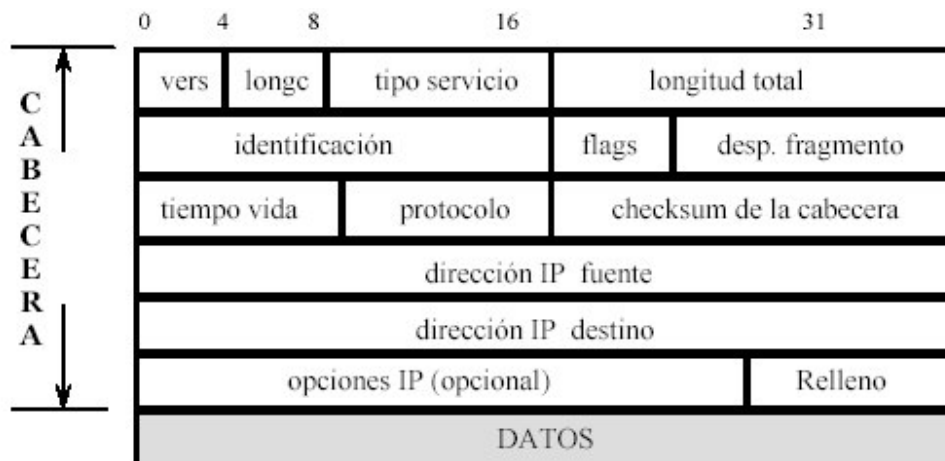 0 4 8 16 31
CABECERA
vers longc tipo servicio longitud total
identificación flags desp. fragmento
tiempo vida protocolo checksum de la cabecera
dirección IP fuente
dirección IP destino
opciones IP (opcional) Relleno
DATOS